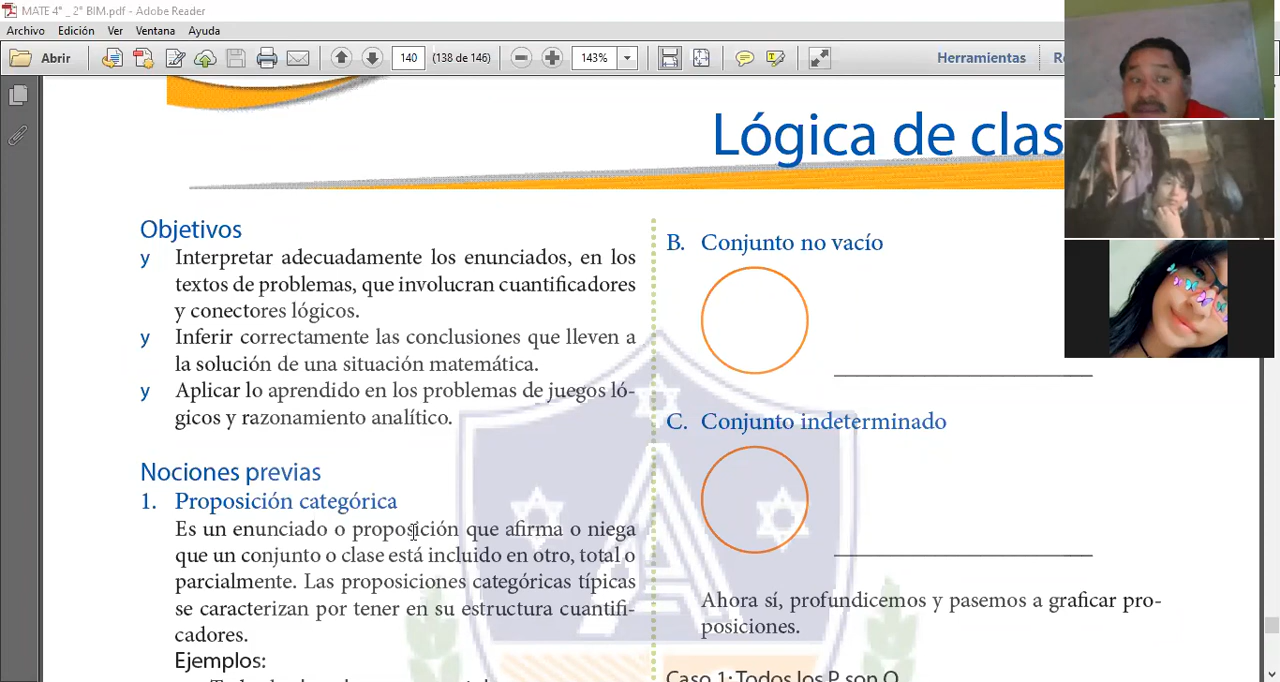 MATE 4° _ 2° BIM.pdf - Adobe Reader
Archivo Edición Ver Ventana Ayuda
Abrir 140 (138 de 146) 143% Herramientas
Lógica de clas
Objetivos
y Interpretar adecuadamente los enunciados, en los
textos de problemas, que involucran cuantificadores
y conectores lógicos.
y Inferir correctamente las conclusiones que lleven a
la solución de una situación matemática.
y Aplicar lo aprendido en los problemas de juegos ló-
gicos y razonamiento analítico.
Nociones previas
1. Proposición categórica
Es un enunciado o proposición que afirma o niega
que un conjunto o clase está incluido en otro, total o
parcialmente. Las proposiciones categóricas típicas
se caracterizan por tener en su estructura cuantifi-
cadores.
Ejemplos:
B. Conjunto no vacío
C. Conjunto indeterminado
Ahora sí, profundicemos y pasemos a graficar pro-
posiciones.
Caso 1: Todos los P son Q